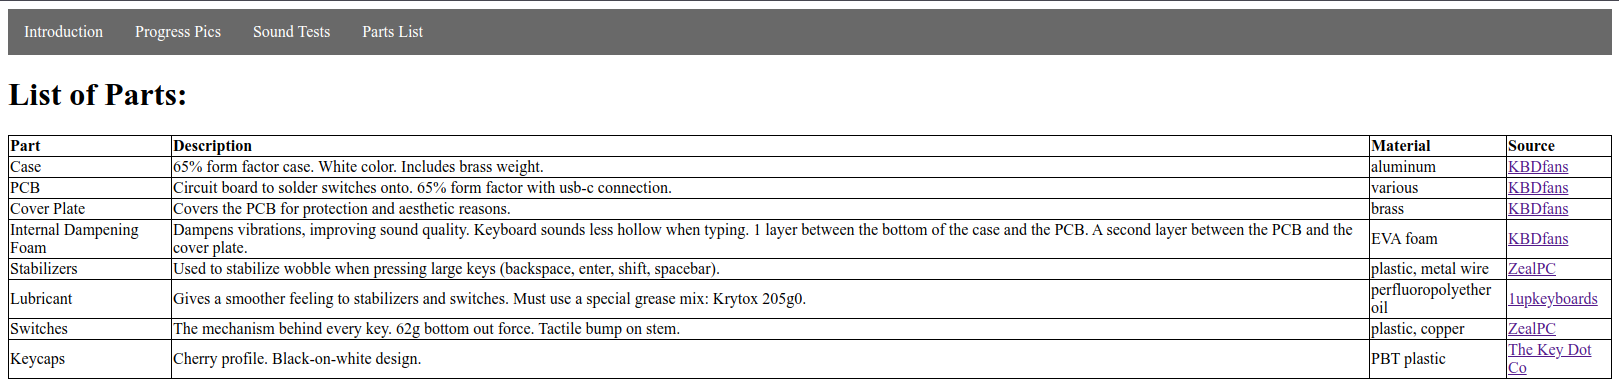 Introduction Progress Pics Sound Tests Parts List
List of Parts:
Part Description Material Source
Case 65% form factor case. White color. Includes brass weight. aluminum KBDfans
PCB Circuit board to solder switches onto. 65% form factor with usb-c connection. various KBDfans
Cover Plate Covers the PCB for protection and aesthetic reasons. brass KBDfans
Internal Dampening
Foam
Dampens vibrations, improving sound quality. Keyboard sounds less hollow when typing. 1 layer between the bottom of the case and the PCB. A second layer between the PCB and the
cover plate.
EVA foam KBDfans
Stabilizers Used to stabilize wobble when pressing large keys (backspace, enter, shift, spacebar). plastic, metal wire ZealPC
Lubricant Gives a smoother feeling to stabilizers and switches. Must use a special grease mix: Krytox 205g0.
perfluoropolyether
oil
1upkeyboards
Switches The mechanism behind every key. 62g bottom out force. Tactile bump on stem. plastic, copper ZealPC
Keycaps Cherry profile. Black-on-white design. PBT plastic
The Key Dot
Co